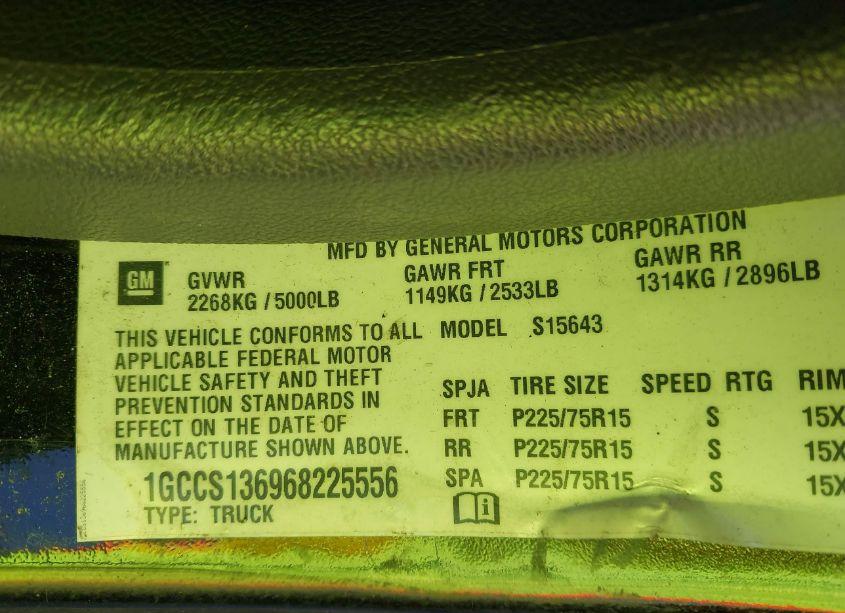 MFD BY GENERAL MOTORS CORPORATION
GM
GVWR GAWR FRT GAWR RR
2268KG / 5000LB 1149KG / 2533LB 1314KG / 2896LB
THIS VEHICLE CONFORMS TO ALL
APPLICABLE FEDERAL MOTOR
VEHICLE SAFETY AND THEFT
PREVENTION STANDARDS IN
EFFECT ON THE DATE OF
MANUFACTURE SHOWN ABOVE.
1GCCS136968225556
TYPE: TRUCK
MODEL S15643
SPJA TIRE SIZE SPEED RTG RIM
FRT P225/75R15 S 15X
RR P225/75R15 S 15X
SPA P225/75R15 S 15X